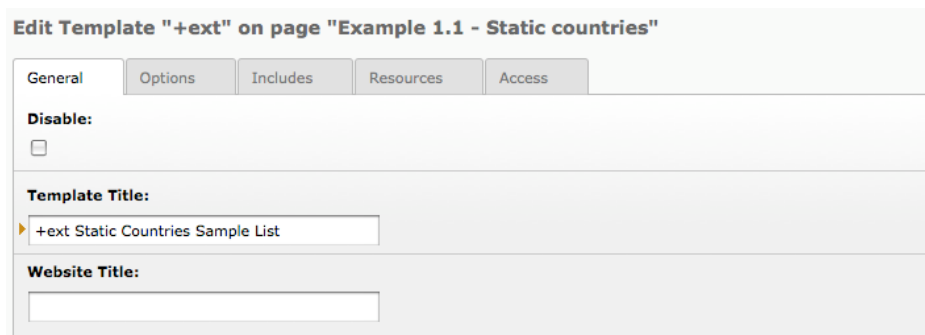 Edit Template "+ext" on page "Example 1.1 - Static countries"
General Options Includes Resources Access
Disable:
Template Title:
+ext Static Countries Sample List
Website Title: